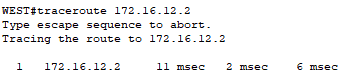 WEST#traceroute 172.16.12.2
Type escape sequence to abort.
Tracing the route to 172.16.12.2
1 172.16.12.2 11 msec 2 msec 6 msec